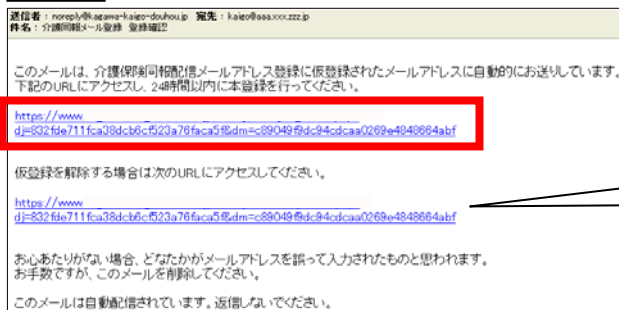 送信者：noreply@kagawa-kaigo-douhou.jp 宛先：kaigo@aaa.xxx.zzz.jp
件名：介護同報メール登録 登録確認
このメールは、介護保険同報配信メールアドレス登録に仮登録されたメールアドレスに自動的にお送りしています。
下記のURLにアクセスし、24時間以内に本登録を行ってください。
https://www
dj=832fde711fca38dcb6cf523a76faca5f&dm=c89049f9dc94cdcaa0269e4848664abf
仮登録を解除する場合は次のURLにアクセスしてください。
https://www
dj=832fde711fca38dcb6cf523a76faca5f&dm=c89049f9dc94cdcaa0269e4848664abf
お心あたりがない場合、どなたかがメールアドレスを誤って入力されたものと思われます。
お手数ですが、このメールを削除してください。
このメールは自動配信されています。返信しないでください。